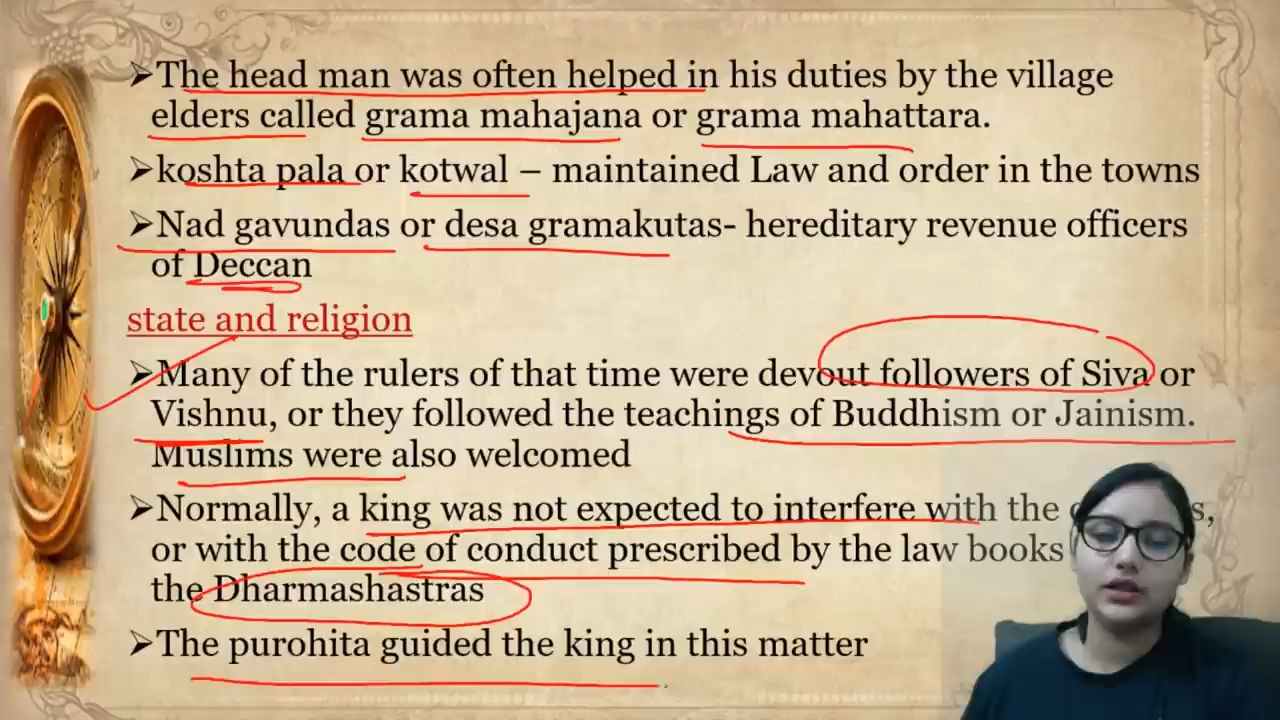 ➢The head man was often helped in his duties by the village
elders called grama mahajana or grama mahattara.
➢koshta pala or kotwal – maintained Law and order in the towns
➢Nad gavundas or desa gramakutas- hereditary revenue officers
of Deccan
state and religion
➢Many of the rulers of that time were devout followers of Siva or
Vishnu, or they followed the teachings of Buddhism or Jainism.
Muslims were also welcomed
➢Normally, a king was not expected to interfere with the
or with the code of conduct prescribed by the law books
the Dharmashastras
➢The purohita guided the king in this matter